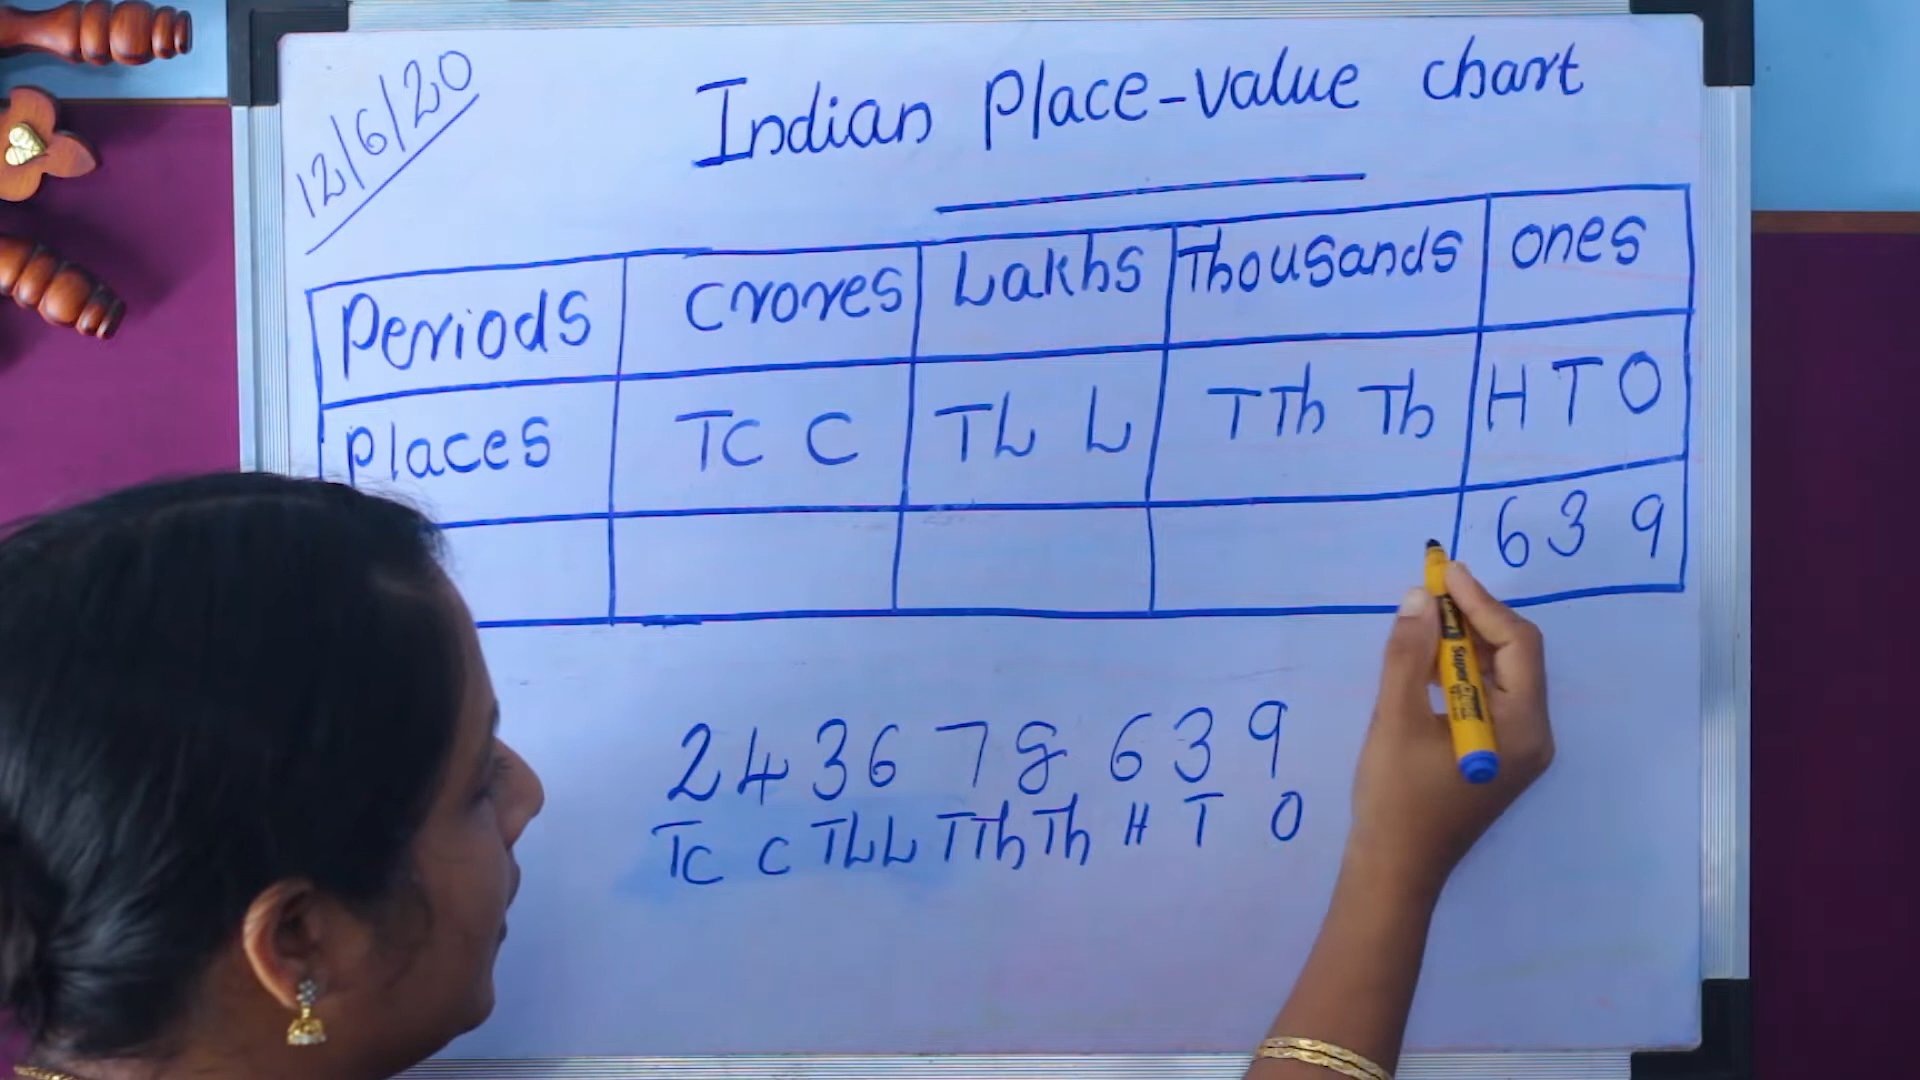 12/6/20
Indian Place-value chart
Periods Crores Lakhs Thousands ones
Places TC C TL L TTh Th H T O
6 3 9
2 4 3 6 7 8 6 3 9
TC C TL L TTh Th H T O
Super